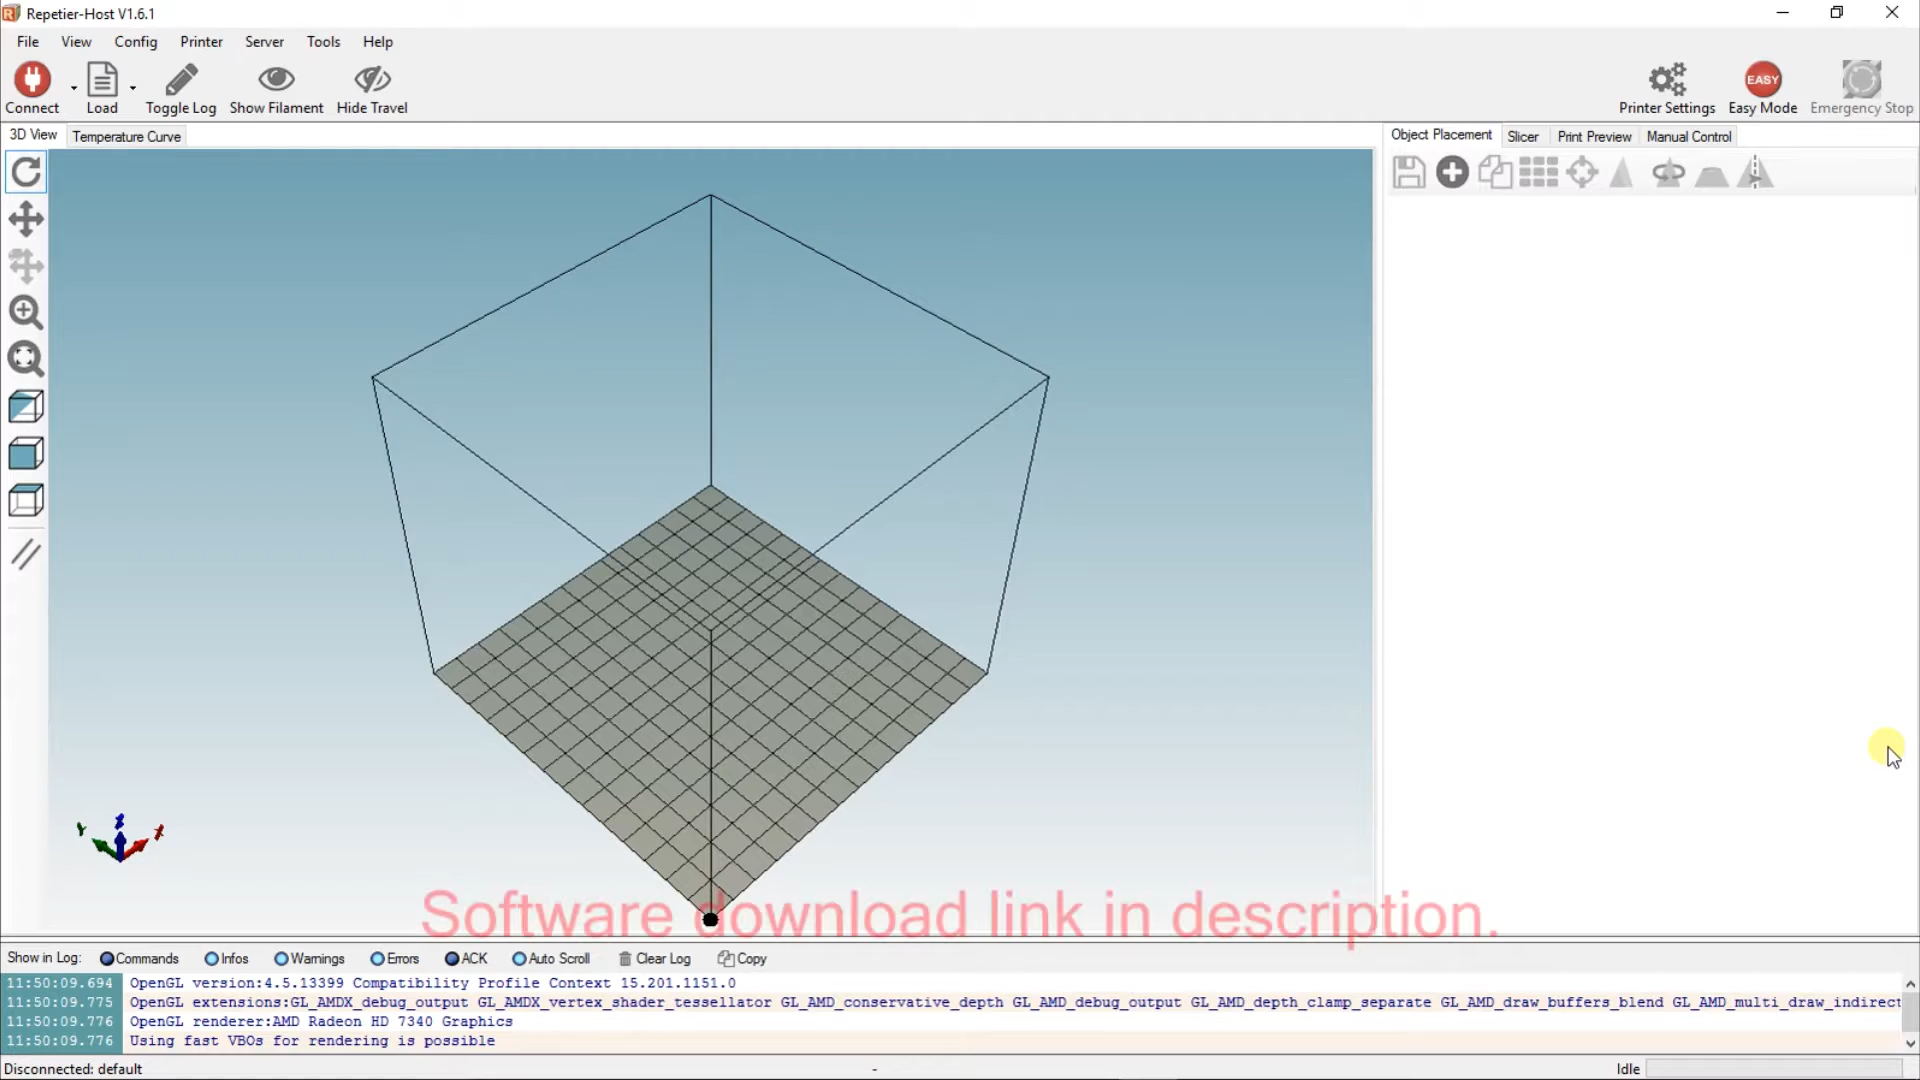 Repetier-Host V1.6.1
File View Config Printer Server Tools Help
Connect Load Toggle Log Show Filament Hide Travel Printer Settings EASY Easy Mode Emergency Stop
3D View Temperature Curve Object Placement Slicer Print Preview Manual Control
Y Z X
Software download link in description.
Show in Log: Commands Infos Warnings Errors ACK Auto Scroll Clear Log Copy
11:50:09.694 OpenGL version:4.5.13399 Compatibility Profile Context 15.201.1151.0
11:50:09.775 OpenGL extensions:GL_AMDX_debug_output GL_AMDX_vertex_shader_tessellator GL_AMD_conservative_depth GL_AMD_debug_output GL_AMD_depth_clamp_separate GL_AMD_draw_buffers_blend GL_AMD_multi_draw_indirect
11:50:09.776 OpenGL renderer:AMD Radeon HD 7340 Graphics
11:50:09.776 Using fast VBOs for rendering is possible
Disconnected: default - Idle